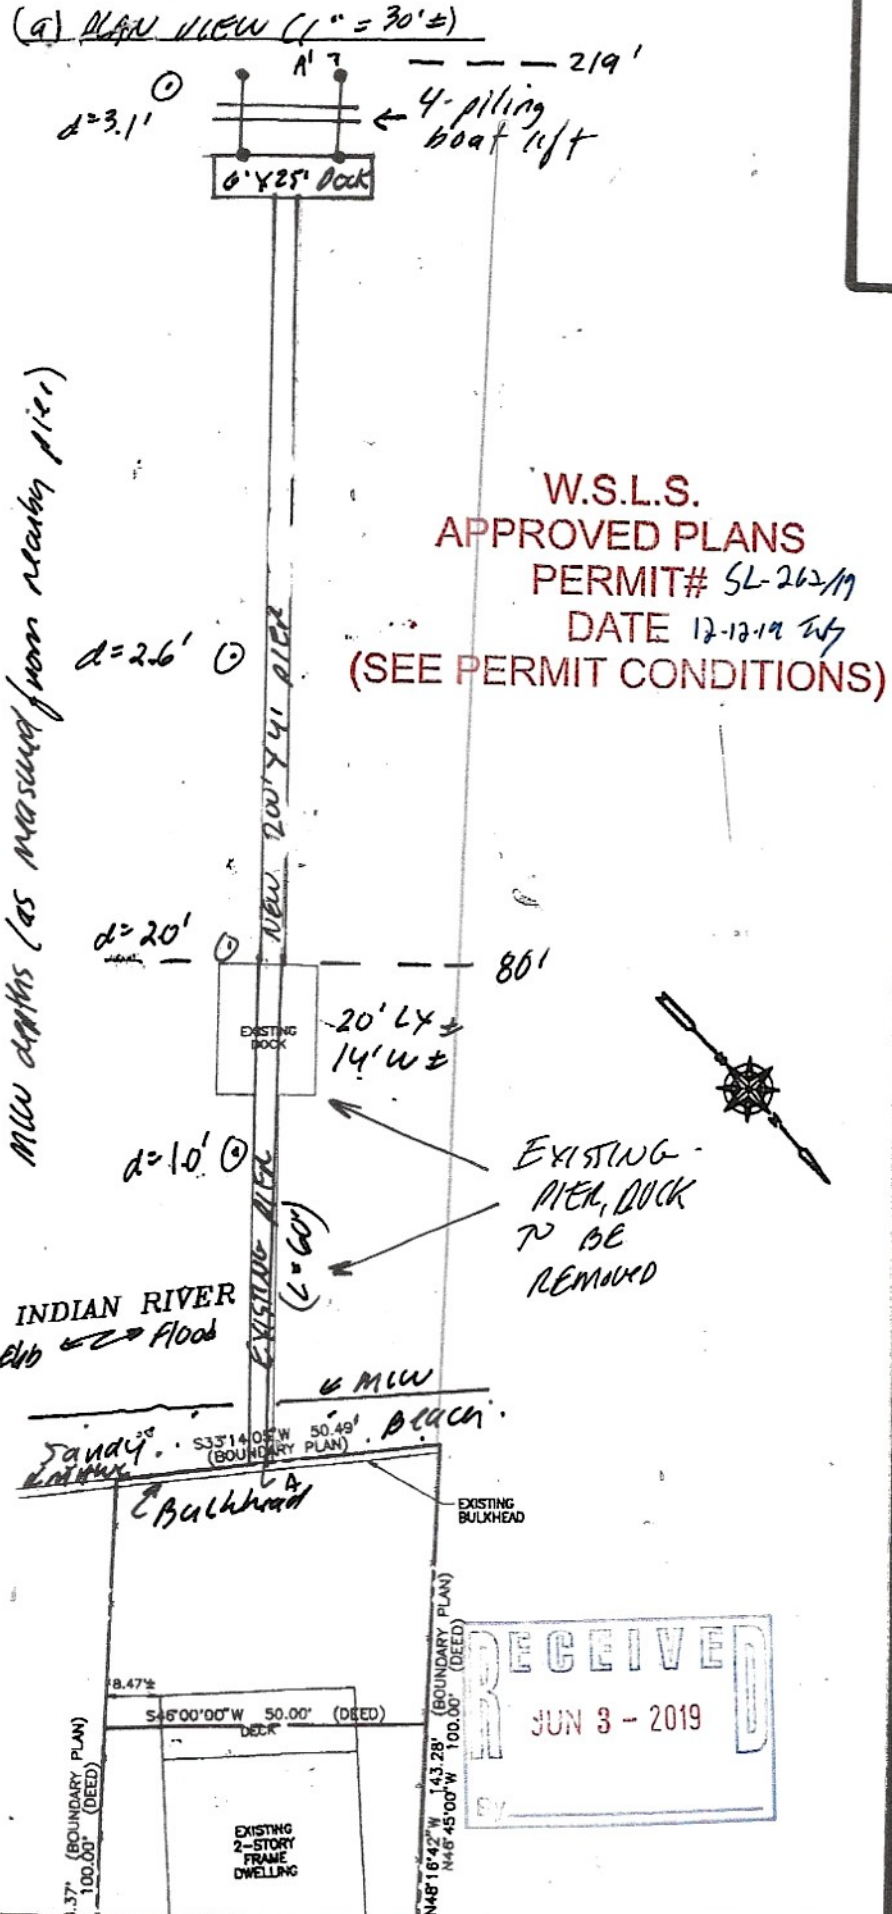 (a) PLAN VIEW (1" = 30'±)
A'
219'
d=3.1'
← 4-piling
boat lift
6' X 25' Dock
MLW depths (as measured from nearby pier)
W.S.L.S.
APPROVED PLANS
PERMIT# SL-262/19
DATE 12-12-19
(SEE PERMIT CONDITIONS)
d=2.6'
NEW 200' X 4' PIER
d=20'
80'
EXISTING
DOCK
20' L X ±
14' W ±
d=1.0'
EXISTING
PIER, DOCK
TO BE
REMOVED
EXISTING PIER
(L=60')
INDIAN RIVER
Ebb ↔ Flood
← MLW
Sandy
Beach
S33°14'05"W 50.49'
(BOUNDARY PLAN)
A
Bulkhead
EXISTING
BULKHEAD
8.47'±
S46°00'00"W 50.00' (DEED)
DECK
EXISTING
2-STORY
FRAME
DWELLING
.37' (BOUNDARY PLAN)
100.00' (DEED)
N48°16'42"W 143.28' (BOUNDARY PLAN)
N46°45'00"W 100.00' (DEED)
RECEIVED
JUN 3 - 2019
By